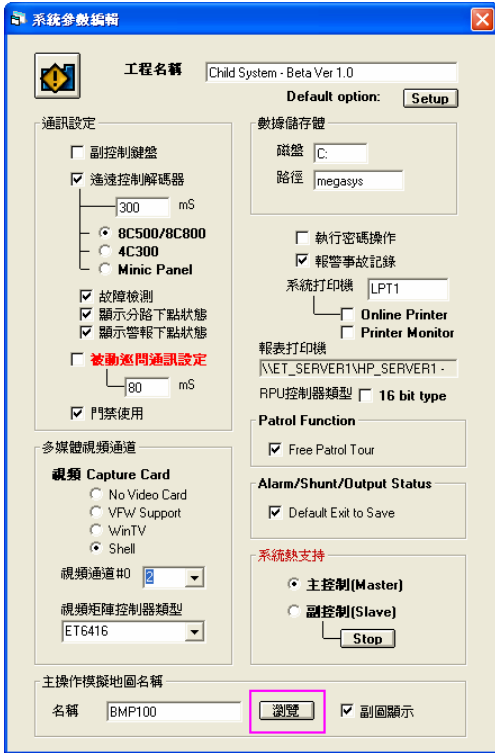 系統參數編輯
工程名稱 Child System - Beta Ver 1.0
Default option: Setup
通訊設定
副控制鍵盤
遙速控制解碼器
300 mS
8C500/8C800
4C300
Minic Panel
故障檢測
顯示分路下點狀態
顯示警報下點狀態
被動巡問通訊設定
80 mS
門禁使用
多媒體視頻通道
視頻 Capture Card
No Video Card
VFW Support
WinTV
Shell
視頻通道#0 2
視頻矩陣控制器類型
ET6416
數據儲存體
磁盤 C:
路徑 megasys
執行密碼操作
報警事故記錄
系統打印機 LPT1
Online Printer
Printer Monitor
報表打印機
\\ET_SERVER1\HP_SERVER1 -
RPU控制器類型 16 bit type
Patrol Function
Free Patrol Tour
Alarm/Shunt/Output Status
Default Exit to Save
系統熱支持
主控制(Master)
副控制(Slave)
Stop
主操作模擬地圖名稱
名稱 BMP100 瀏覽 副圖顯示